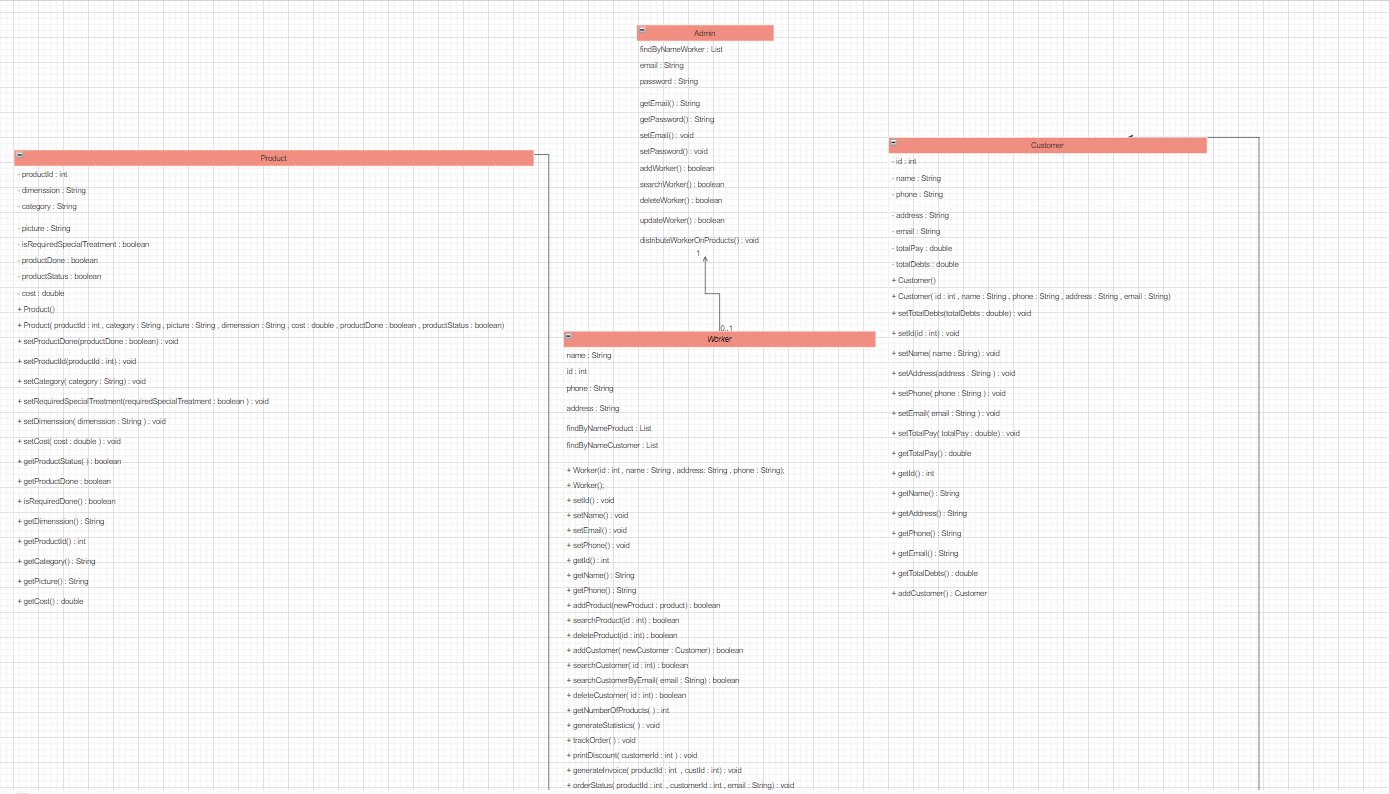 Admin
findByNameWorker : List
email : String
password : String
getEmail() : String
getPassword() : String
setEmail() : void
setPassword() : void
addWorker() : boolean
searchWorker() : boolean
deleteWorker() : boolean
updateWorker() : boolean
distributeWorkerOnProducts() : void
1
0..1
Product
- productId : int
- dimenssion : String
- category : String
- picture : String
- isRequiredSpecialTreatment : boolean
- productDone : boolean
- productStatus : boolean
- cost : double
+ Product()
+ Product( productId : int , category : String , picture : String , dimenssion : String , cost : double , productDone : boolean , productStatus : boolean)
+ setProductDone(productDone : boolean) : void
+ setProductId(productId : int) : void
+ setCategory( category : String) : void
+ setRequiredSpecialTreatment(requiredSpecialTreatment : boolean ) : void
+ setDimenssion( dimenssion : String ) : void
+ setCost( cost : double ) : void
+ getProductStatus( ) : boolean
+ getProductDone : boolean
+ isRequiredDone() : boolean
+ getDimenssion() : String
+ getProductId() : int
+ getCategory() : String
+ getPicture() : String
+ getCost() : double
Worker
name : String
id : int
phone : String
address : String
findByNameProduct : List
findByNameCustomer : List
+ Worker(id : int , name : String , address: String , phone : String);
+ Worker();
+ setId() : void
+ setName() : void
+ setEmail() : void
+ setPhone() : void
+ getId() : int
+ getName() : String
+ getPhone() : String
+ addProduct(newProduct : product) : boolean
+ searchProduct(id : int) : boolean
+ deleteProduct(id : int) : boolean
+ addCustomer( newCustomer : Customer) : boolean
+ searchCustomer( id : int) : boolean
+ searchCustomerByEmail( email : String) : boolean
+ deleteCustomer( id : int) : boolean
+ getNumberOfProducts( ) : int
+ generateStatistics( ) : void
+ trackOrder( ) : void
+ printDiscount( customerId : int ) : void
+ generateInvoice( productId : int , custId : int) : void
+ orderStatus( productId : int , customerId : int , email : String) : void
Customer
- id : int
- name : String
- phone : String
- address : String
- email : String
- totalPay : double
- totalDebts : double
+ Customer()
+ Customer( id : int , name : String , phone : String , address : String , email : String)
+ setTotalDebts(totalDebts : double) : void
+ setId(id : int) : void
+ setName( name : String) : void
+ setAddress(address : String ) : void
+ setPhone( phone : String ) : void
+ setEmail( email : String ) : void
+ setTotalPay( totalPay : double) : void
+ getTotalPay() : double
+ getId() : int
+ getName() : String
+ getAddress() : String
+ getPhone() : String
+ getEmail() : String
+ getTotalDebts() : double
+ addCustomer() : Customer